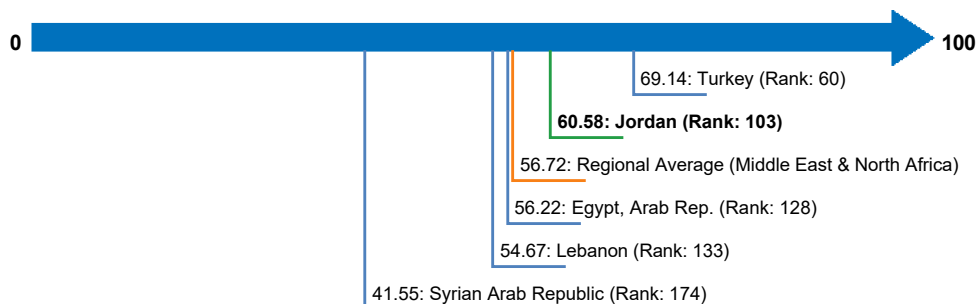 0
100
69.14: Turkey (Rank: 60)
60.58: Jordan (Rank: 103)
56.72: Regional Average (Middle East & North Africa)
56.22: Egypt, Arab Rep. (Rank: 128)
54.67: Lebanon (Rank: 133)
41.55: Syrian Arab Republic (Rank: 174)